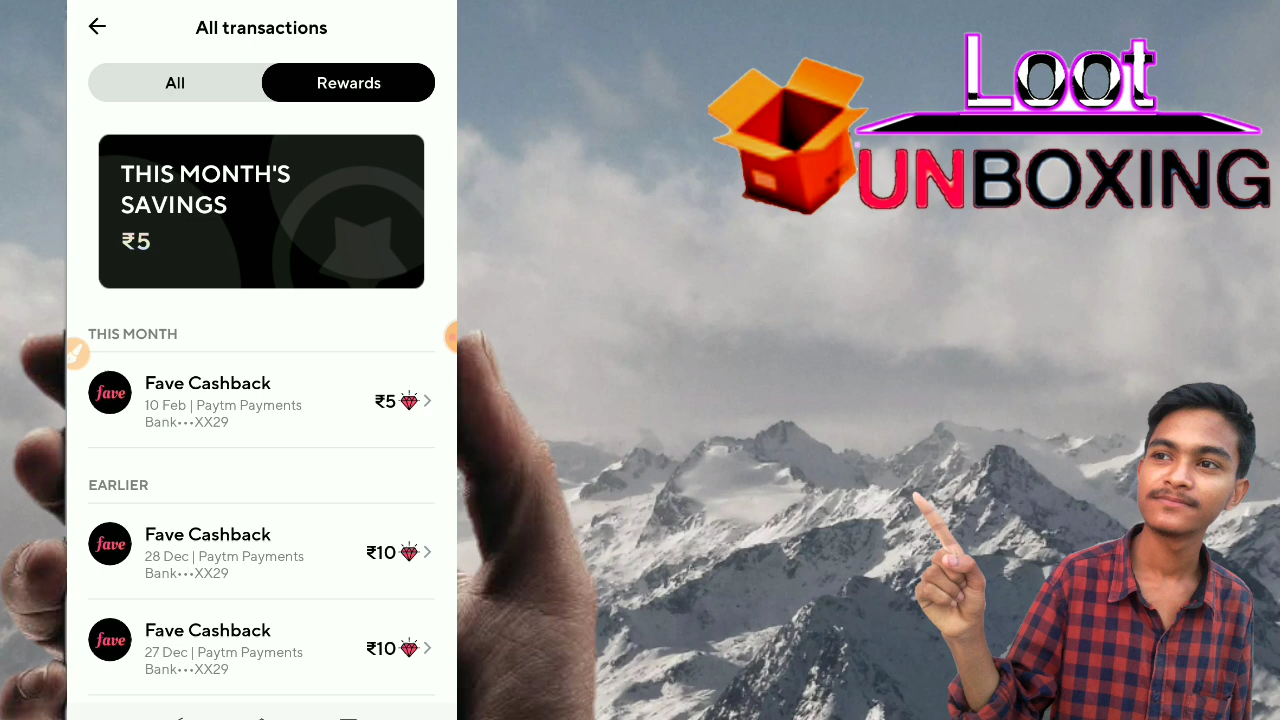 All transactions
All
Rewards
THIS MONTH'S
SAVINGS
₹5
THIS MONTH
fave
Fave Cashback
10 Feb | Paytm Payments
Bank•••XX29
₹5
EARLIER
fave
Fave Cashback
28 Dec | Paytm Payments
Bank•••XX29
₹10
fave
Fave Cashback
27 Dec | Paytm Payments
Bank•••XX29
₹10
Loot
UNBOXING